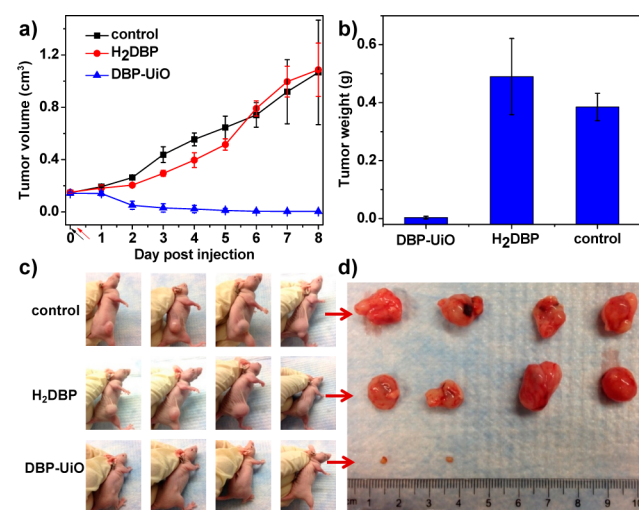 a)
control
H2DBP
DBP-UiO
Tumor volume (cm³)
1.2
0.8
0.4
0.0
0 1 2 3 4 5 6 7 8
Day post injection
b)
Tumor weight (g)
0.6
0.4
0.2
0.0
DBP-UiO H2DBP control
c)
control
H₂DBP
DBP-UiO
d)
cm 1 2 3 4 5 6 7 8 9 10